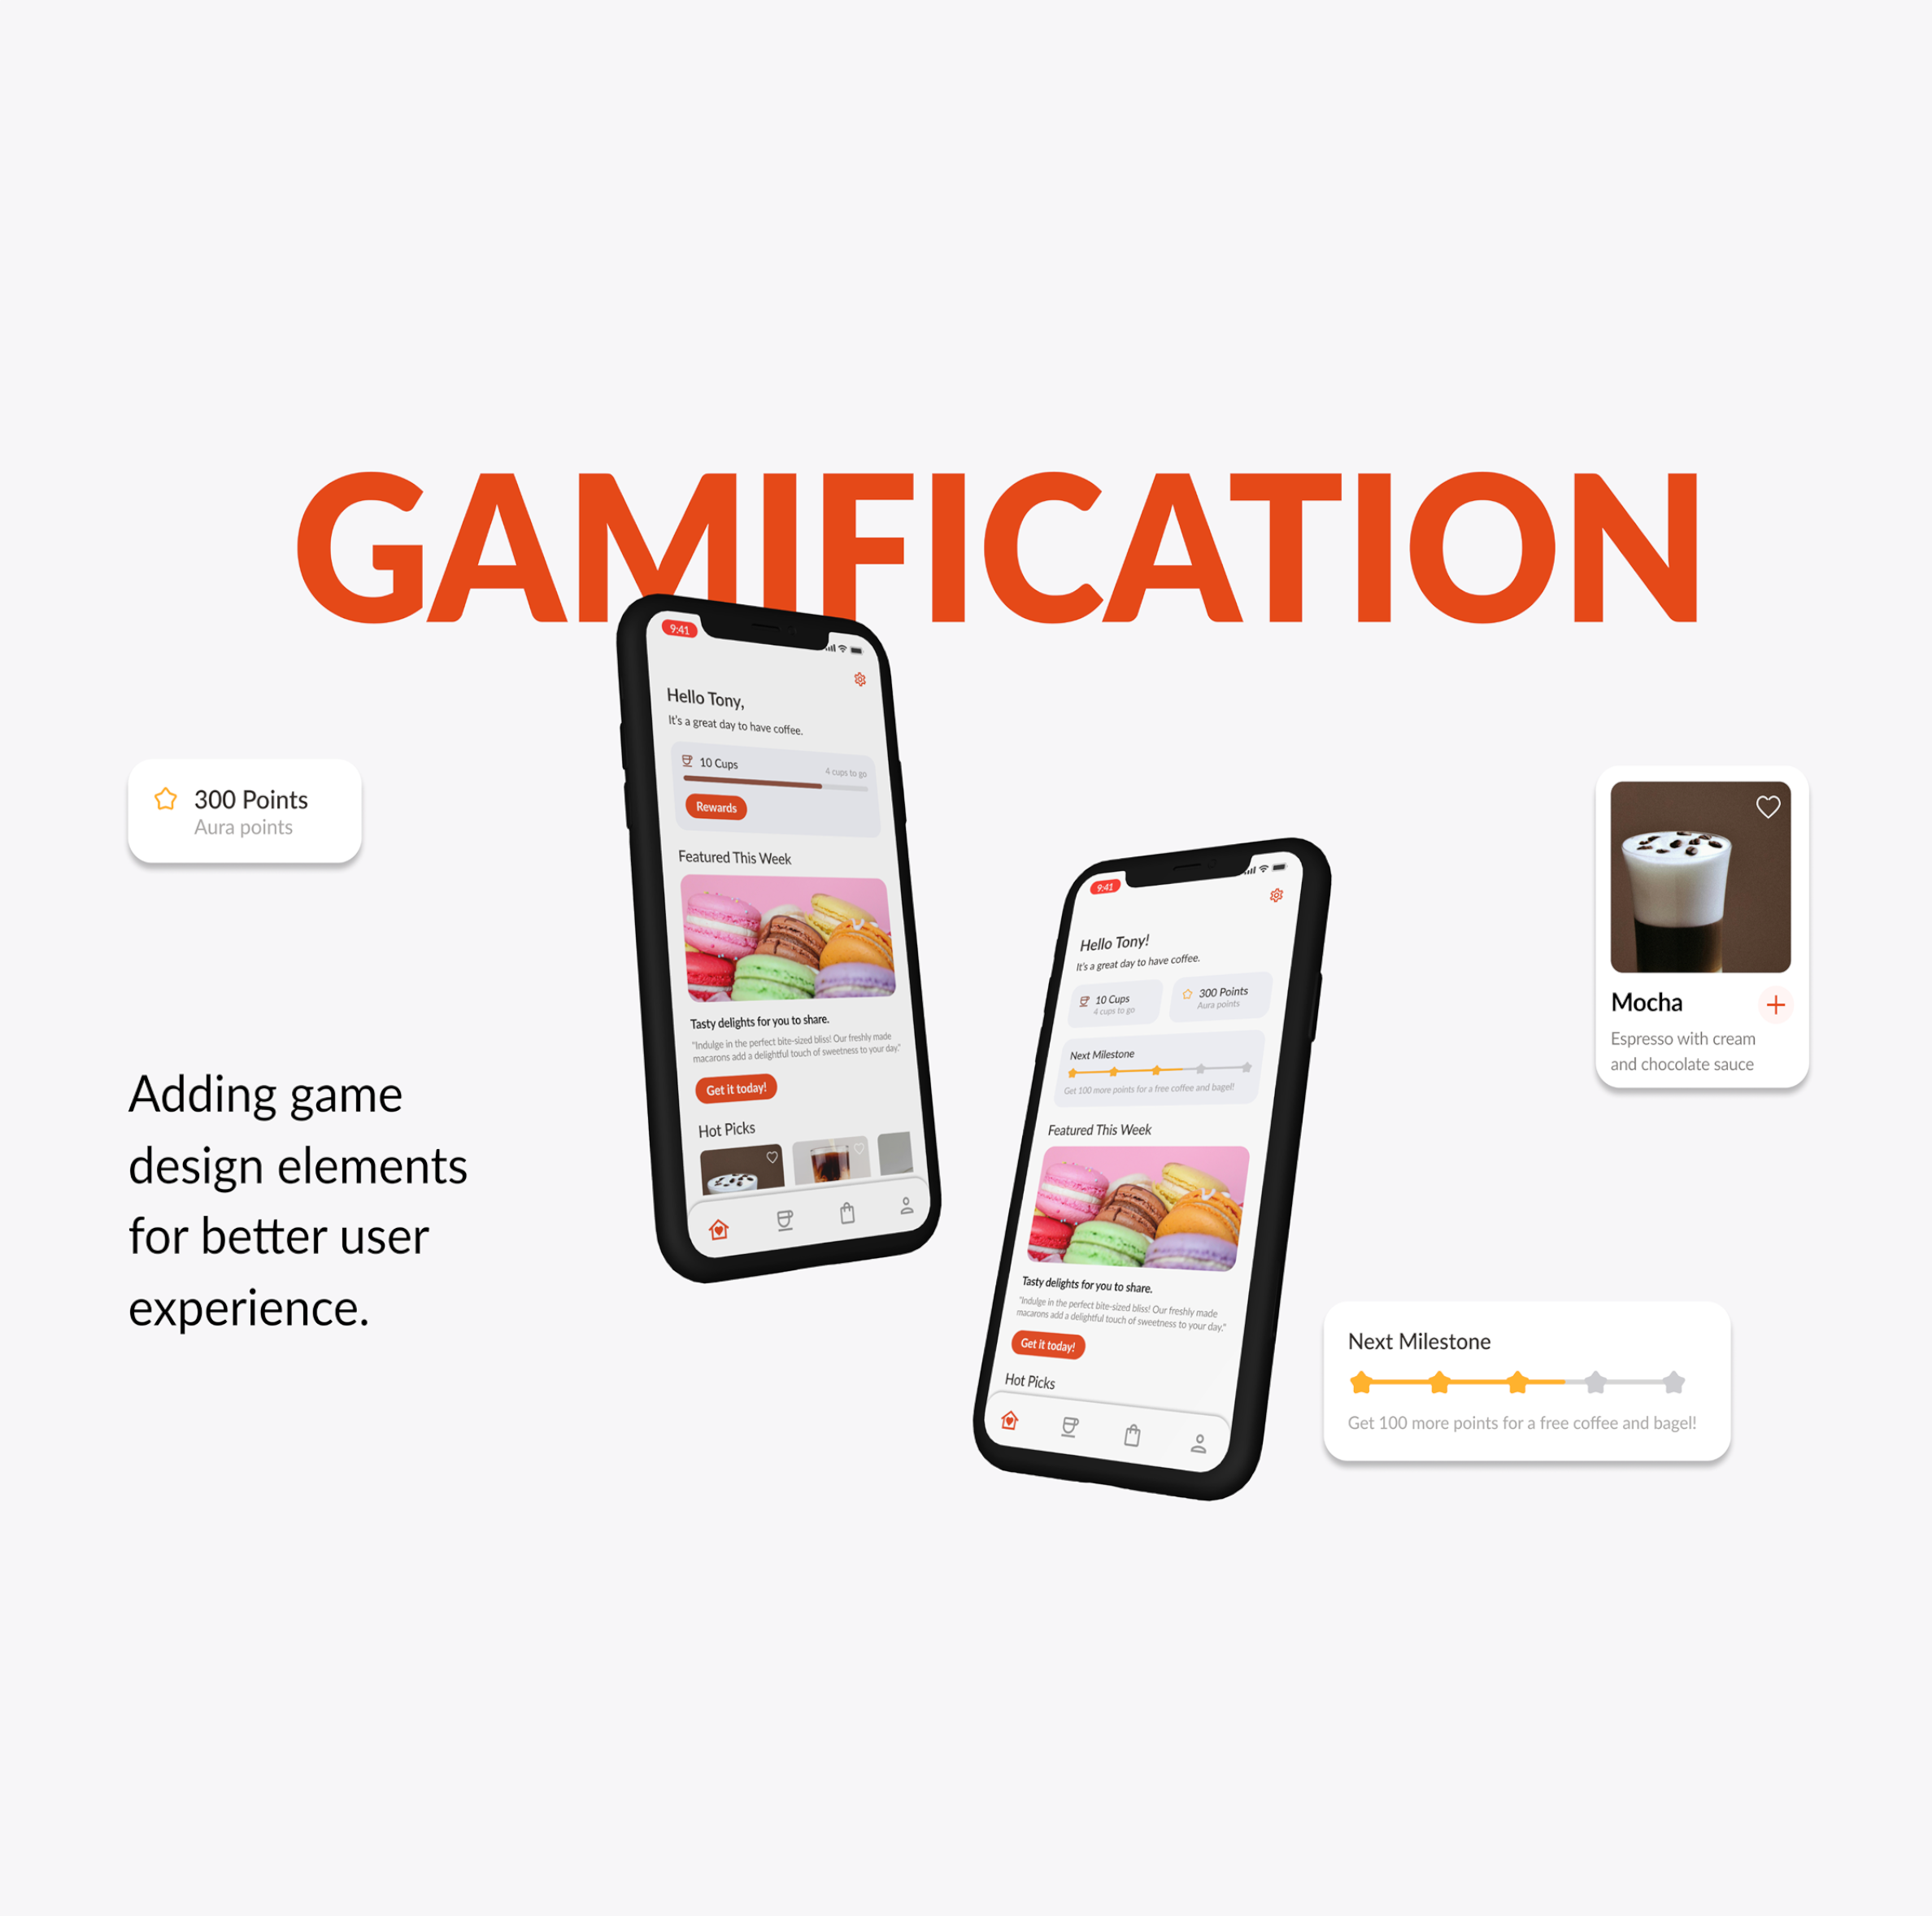 GAMIFICATION
300 Points
Aura points
Adding game
design elements
for better user
experience.
9:41
Hello Tony,
It's a great day to have coffee.
10 Cups
4 cups to go
Rewards
Featured This Week
Tasty delights for you to share.
"Indulge in the perfect bite-sized bliss! Our freshly made
macarons add a delightful touch of sweetness to your day."
Get it today!
Hot Picks
9:41
Hello Tony!
It's a great day to have coffee.
10 Cups
4 cups to go
300 Points
Aura points
Next Milestone
Get 100 more points for a free coffee and bagel!
Featured This Week
Tasty delights for you to share.
"Indulge in the perfect bite-sized bliss! Our freshly made
macarons add a delightful touch of sweetness to your day."
Get it today!
Hot Picks
Mocha
Espresso with cream
and chocolate sauce
Next Milestone
Get 100 more points for a free coffee and bagel!